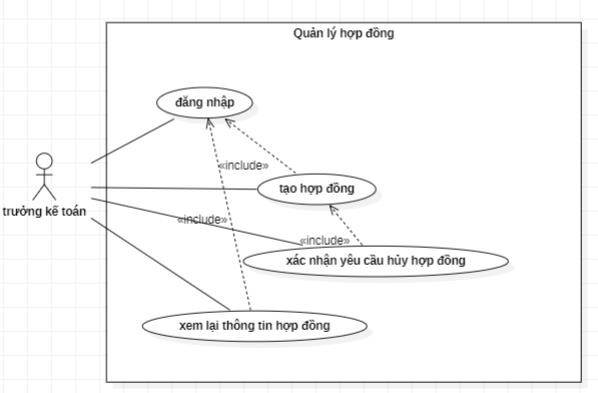 Quản lý hợp đồng
đăng nhập
«include»
tạo hợp đồng
trưởng kế toán
«include»
«include»
xác nhận yêu cầu hủy hợp đồng
xem lại thông tin hợp đồng